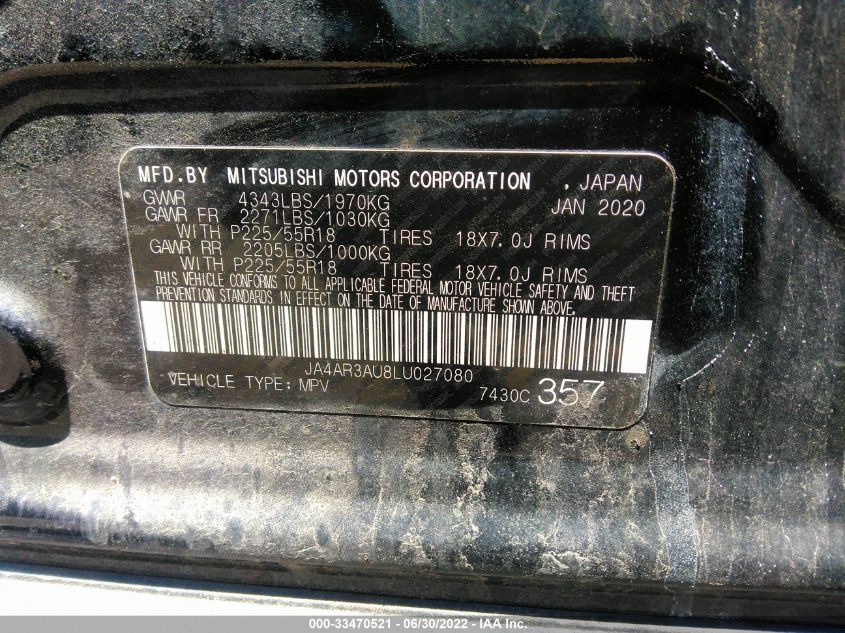 MFD.BY MITSUBISHI MOTORS CORPORATION , JAPAN
GVWR 4343LBS/1970KG JAN 2020
GAWR FR 2271LBS/1030KG
WITH P225/55R18 TIRES 18X7.0J RIMS
GAWR RR 2205LBS/1000KG
WITH P225/55R18 TIRES 18X7.0J RIMS
THIS VEHICLE CONFORMS TO ALL APPLICABLE FEDERAL MOTOR VEHICLE SAFETY AND THEFT
PREVENTION STANDARDS IN EFFECT ON THE DATE OF MANUFACTURE SHOWN ABOVE.
JA4AR3AU8LU027080
VEHICLE TYPE: MPV 7430C 357
000-33470521 - 06/30/2022 - IAA Inc.